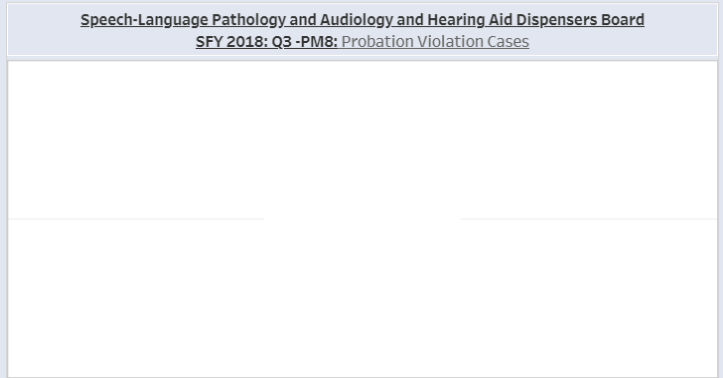 Speech-Language Pathology and Audiology and Hearing Aid Dispensers Board
SFY 2018: Q3 -PM8: Probation Violation Cases